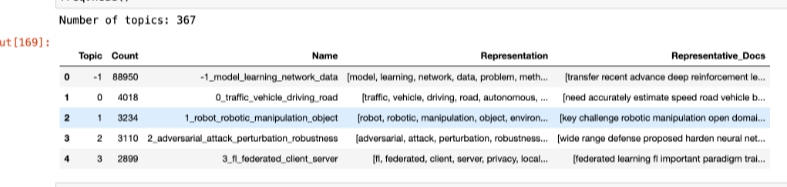 Number of topics: 367
ut[169]:
Topic Count Name Representation Representative_Docs
0 -1 88950 -1_model_learning_network_data [model, learning, network, data, problem, meth... [transfer recent advance deep reinforcement le...
1 0 4018 0_traffic_vehicle_driving_road [traffic, vehicle, driving, road, autonomous, ... [need accurately estimate speed road vehicle b...
2 1 3234 1_robot_robotic_manipulation_object [robot, robotic, manipulation, object, environ... [key challenge robotic manipulation open domai...
3 2 3110 2_adversarial_attack_perturbation_robustness [adversarial, attack, perturbation, robustness... [wide range defense proposed harden neural net...
4 3 2899 3_fl_federated_client_server [fl, federated, client, server, privacy, local... [federated learning fl important paradigm trai...